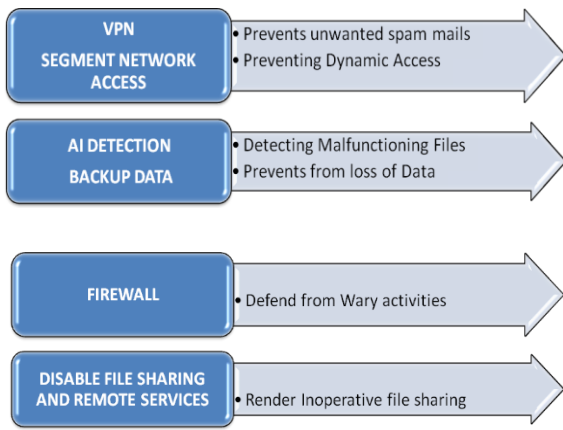 VPN
SEGMENT NETWORK
ACCESS
• Prevents unwanted spam mails
• Preventing Dynamic Access
AI DETECTION
BACKUP DATA
• Detecting Malfunctioning Files
• Prevents from loss of Data
FIREWALL
• Defend from Wary activities
DISABLE FILE SHARING
AND REMOTE SERVICES
• Render Inoperative file sharing